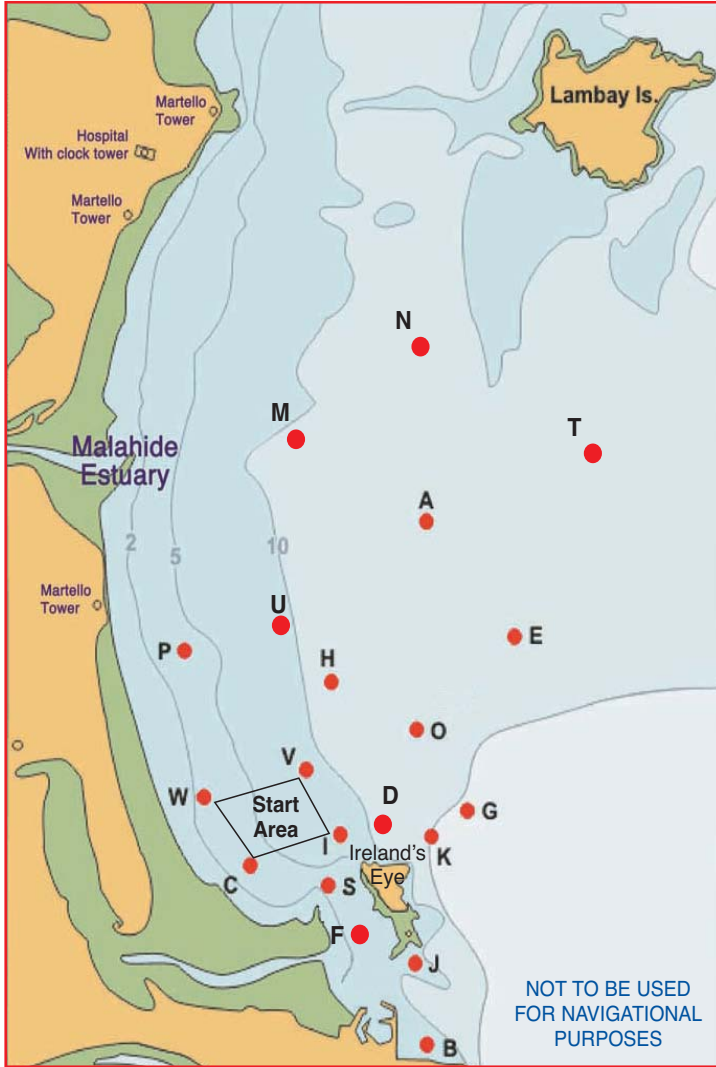 Lambay Is.
Martello
Tower
Hospital
With clock tower
Martello
Tower
N
M
T
Malahide
Estuary
A
2
5
10
Martello
Tower
U
E
P
H
O
V
W
Start
Area
D
G
I
K
Ireland's
Eye
C
S
F
J
NOT TO BE USED
FOR NAVIGATIONAL
PURPOSES
B